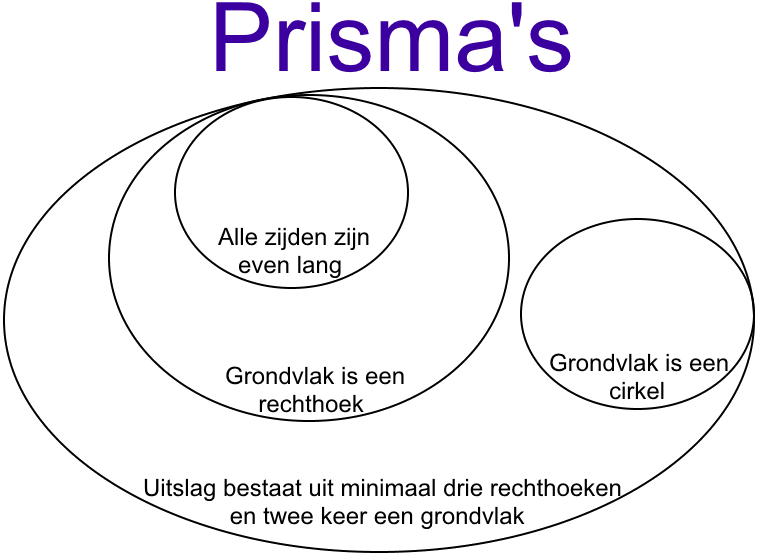 Prisma's
Alle zijden zijn
even lang
Grondvlak is een
rechthoek
Grondvlak is een
cirkel
Uitslag bestaat uit minimaal drie rechthoeken
en twee keer een grondvlak